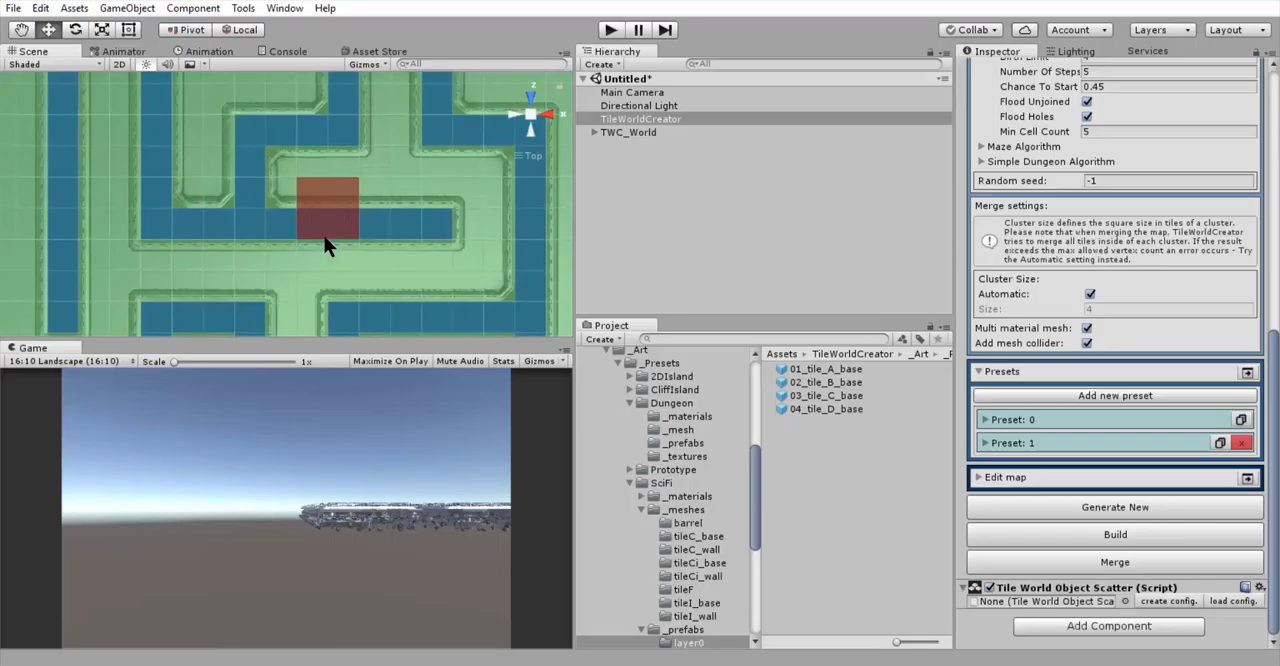 File Edit Assets GameObject Component Tools Window Help
Pivot Local Collab Account Layers Layout
Scene Animator Animation Console Asset Store
Shaded 2D Gizmos All
z
x
Top
Game
16:10 Landscape (16:10) Scale 1x Maximize On Play Mute Audio Stats Gizmos
Hierarchy
Create All
Untitled*
Main Camera
Directional Light
TileWorldCreator
TWC_World
Project
Create
_Art
_Presets
2DIsland
CliffIsland
Dungeon
_materials
_mesh
_prefabs
_textures
Prototype
SciFi
_materials
_meshes
barrel
tileC_base
tileC_wall
tileCi_base
tileCi_wall
tileF
tileI_base
tileI_wall
_prefabs
layer0
Assets TileWorldCreator _Art
01_tile_A_base
02_tile_B_base
03_tile_C_base
04_tile_D_base
Inspector Lighting Services
Birth Limit 4
Number Of Steps 5
Chance To Start 0.45
Flood Unjoined
Flood Holes
Min Cell Count 5
Maze Algorithm
Simple Dungeon Algorithm
Random seed: -1
Merge settings:
Cluster size defines the square size in tiles of a cluster.
Please note that when merging the map, TileWorldCreator
tries to merge all tiles inside of each cluster. If the result
exceeds the max allowed vertex count an error occurs - Try
the Automatic setting instead.
Cluster Size:
Automatic:
Size: 4
Multi material mesh:
Add mesh collider:
Presets
Add new preset
Preset: 0
Preset: 1 x
Edit map
Generate New
Build
Merge
Tile World Object Scatter (Script)
None (Tile World Object Sca create config. load config.
Add Component